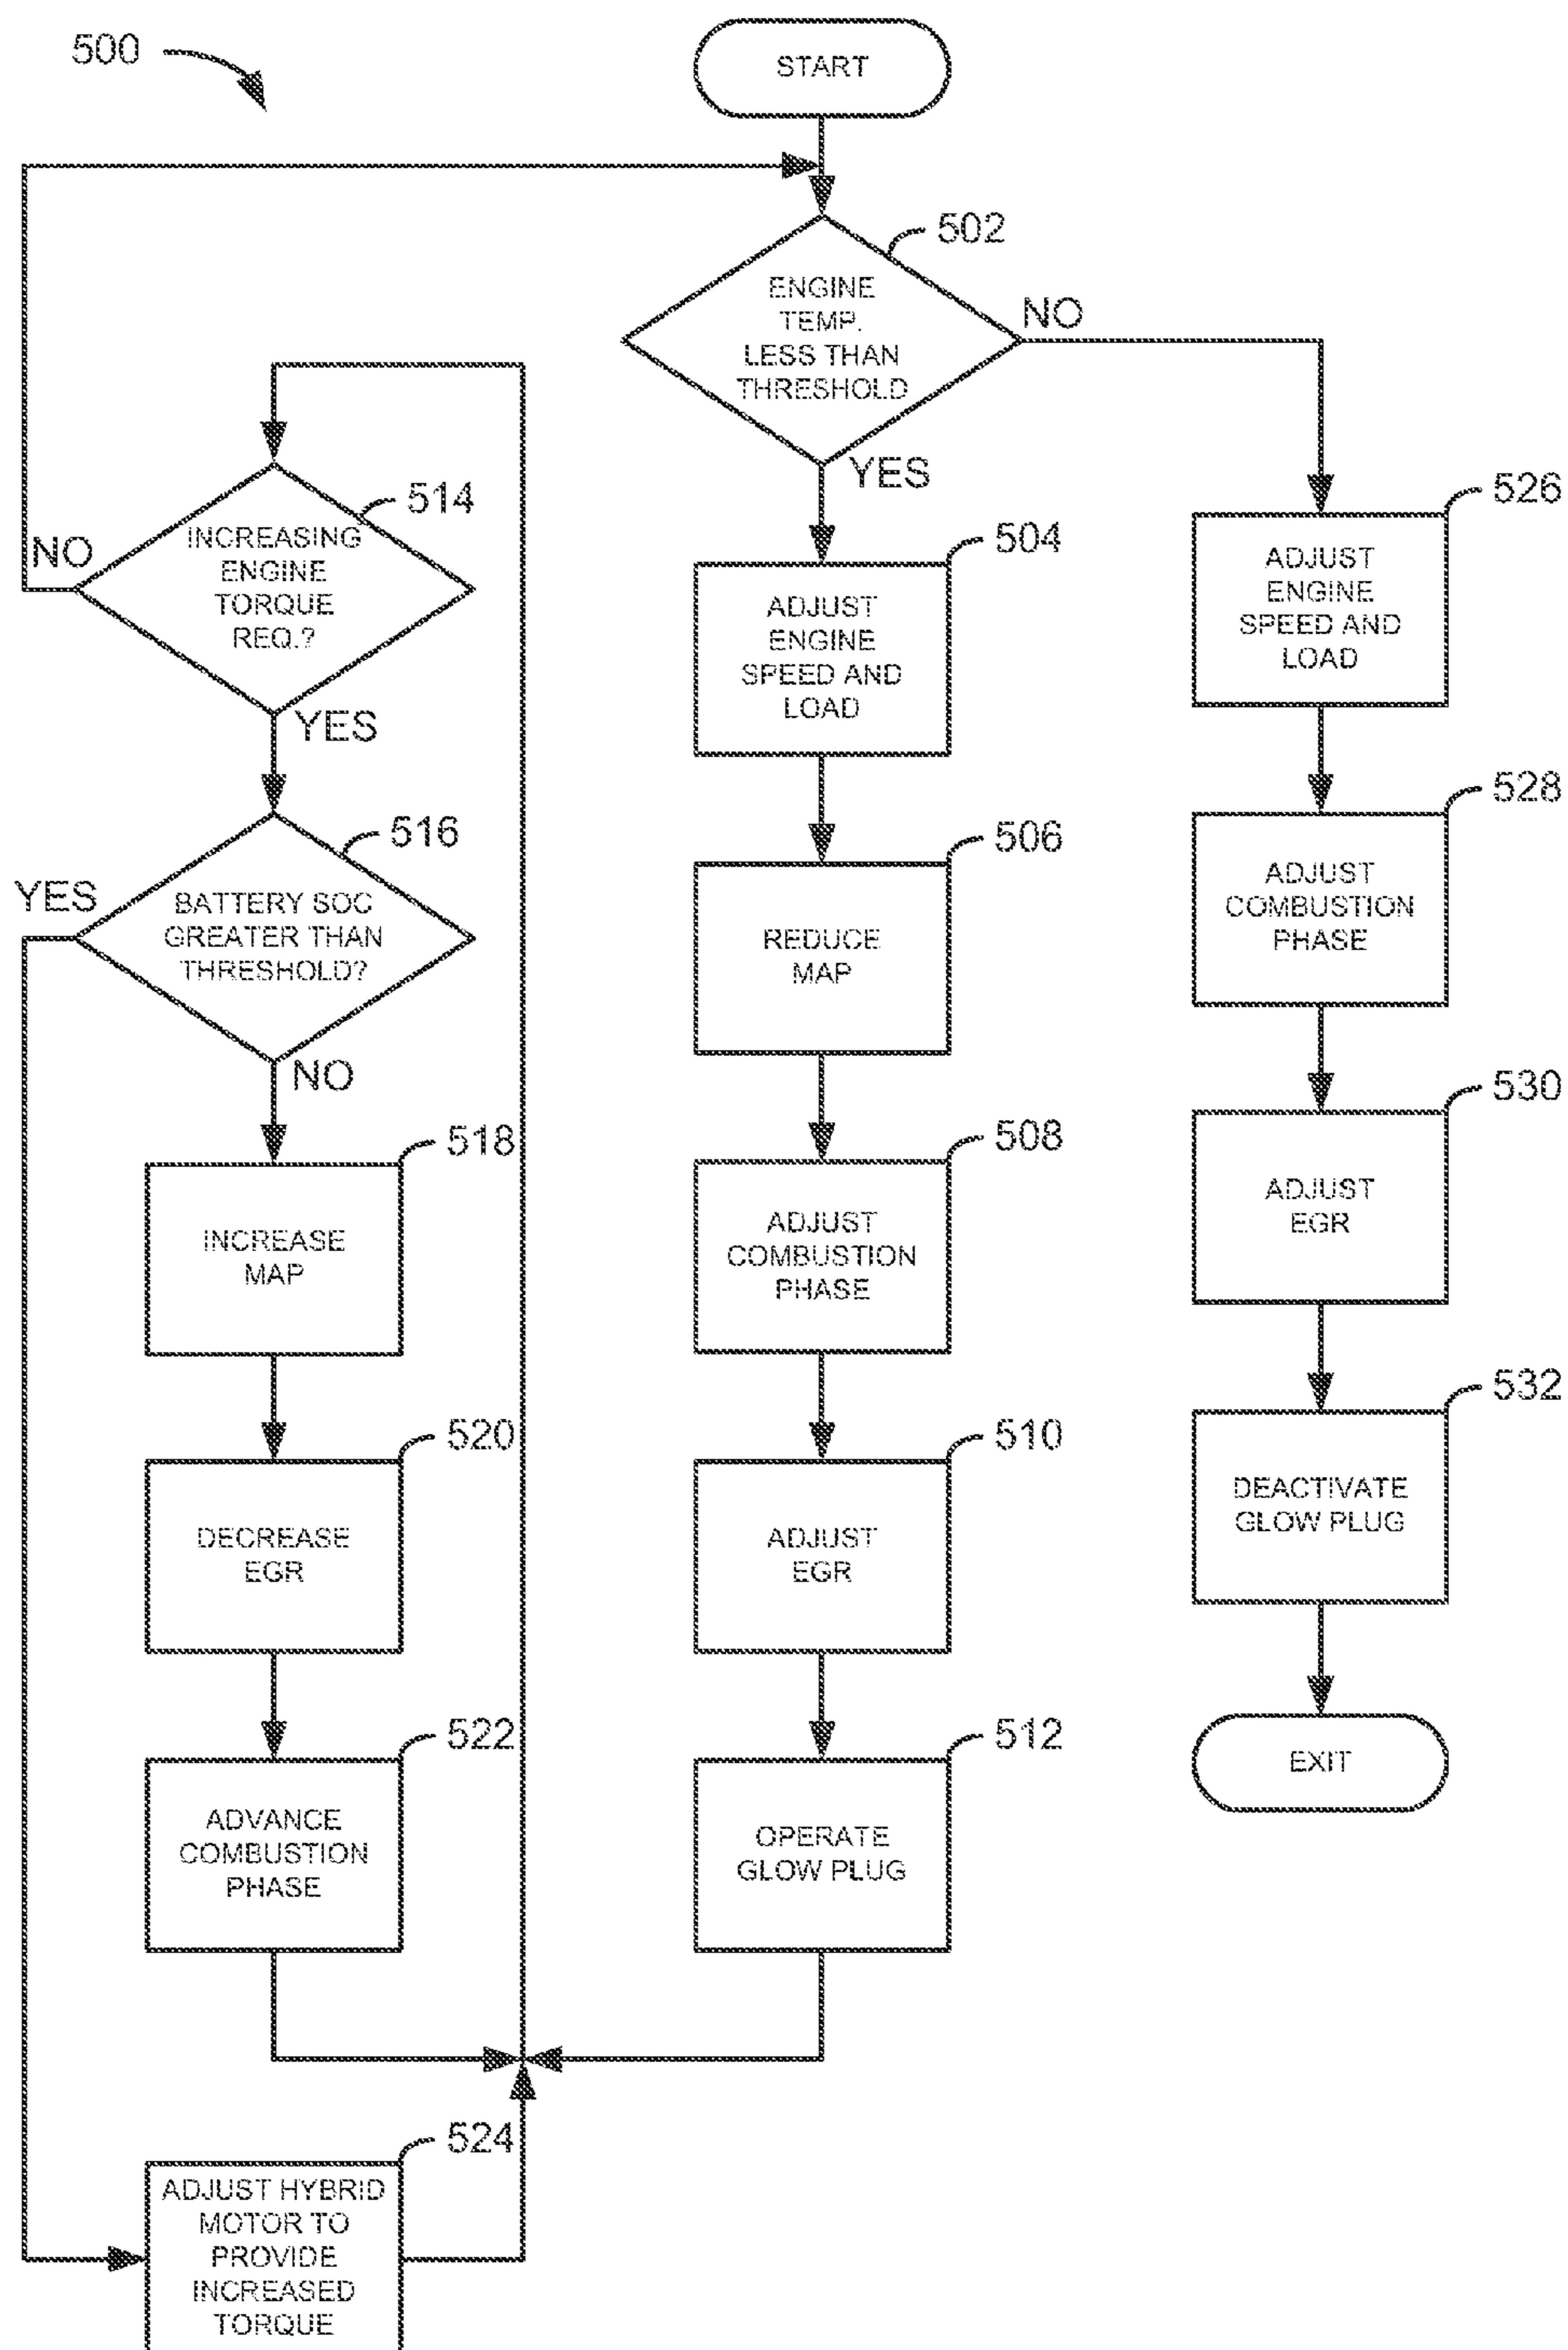 500
START
502
ENGINE
TEMP.
LESS THAN
THRESHOLD
NO
YES
504
ADJUST
ENGINE
SPEED AND
LOAD
506
REDUCE
MAP
508
ADJUST
COMBUSTION
PHASE
510
ADJUST
EGR
512
OPERATE
GLOW PLUG
514
INCREASING
ENGINE
TORQUE
REQ.?
NO
YES
516
BATTERY SOC
GREATER THAN
THRESHOLD?
YES
NO
518
INCREASE
MAP
520
DECREASE
EGR
522
ADVANCE
COMBUSTION
PHASE
524
ADJUST HYBRID
MOTOR TO
PROVIDE
INCREASED
TORQUE
526
ADJUST
ENGINE
SPEED AND
LOAD
528
ADJUST
COMBUSTION
PHASE
530
ADJUST
EGR
532
DEACTIVATE
GLOW PLUG
EXIT